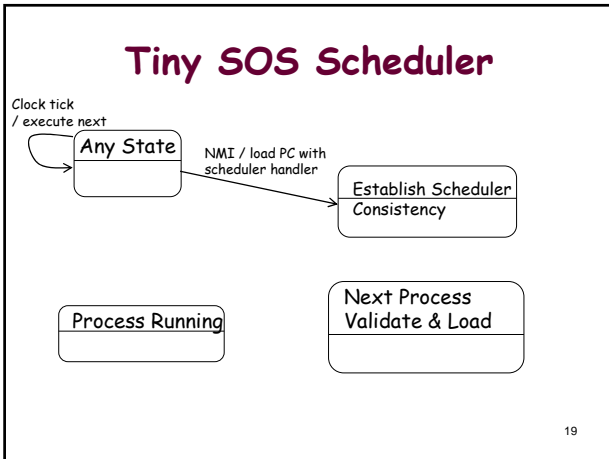 Tiny SOS Scheduler
Clock tick
/ execute next
Any State
NMI / load PC with
scheduler handler
Establish Scheduler
Consistency
Process Running
Next Process
Validate & Load
19